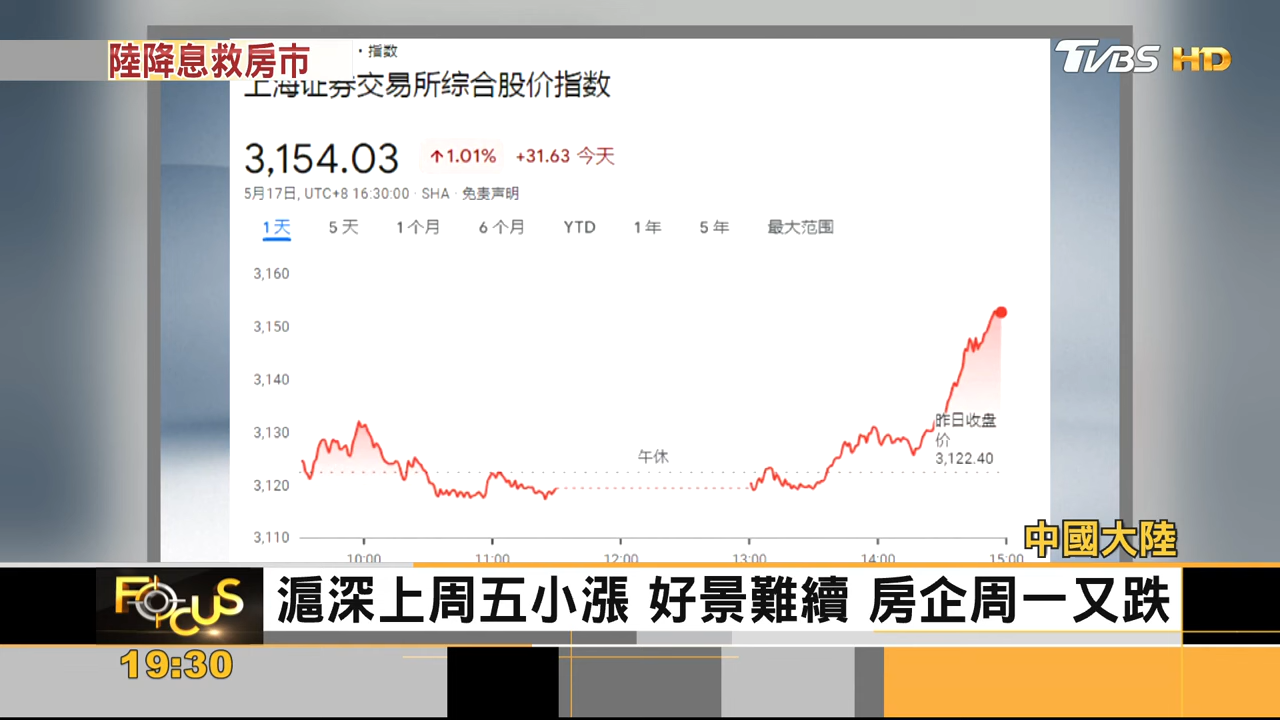 陸降息救房市
· 指数
TVBS HD
上海证券交易所综合股价指数
3,154.03 ↑1.01% +31.63 今天
5月17日, UTC+8 16:30:00 · SHA · 免责声明
1天 5天 1个月 6个月 YTD 1年 5年 最大范围
3,160
3,150
3,140
3,130
3,120
3,110
昨日收盘
价
3,122.40
午休
10:00 11:00 12:00 13:00 14:00 15:00
中國大陸
FOCUS
滬深上周五小漲 好景難續 房企周一又跌
19:30